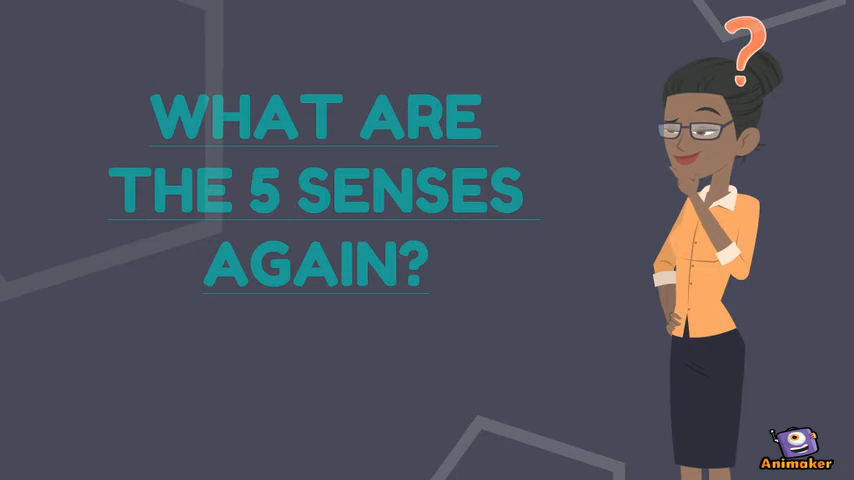 WHAT ARE
THE 5 SENSES
AGAIN?
?
Animaker